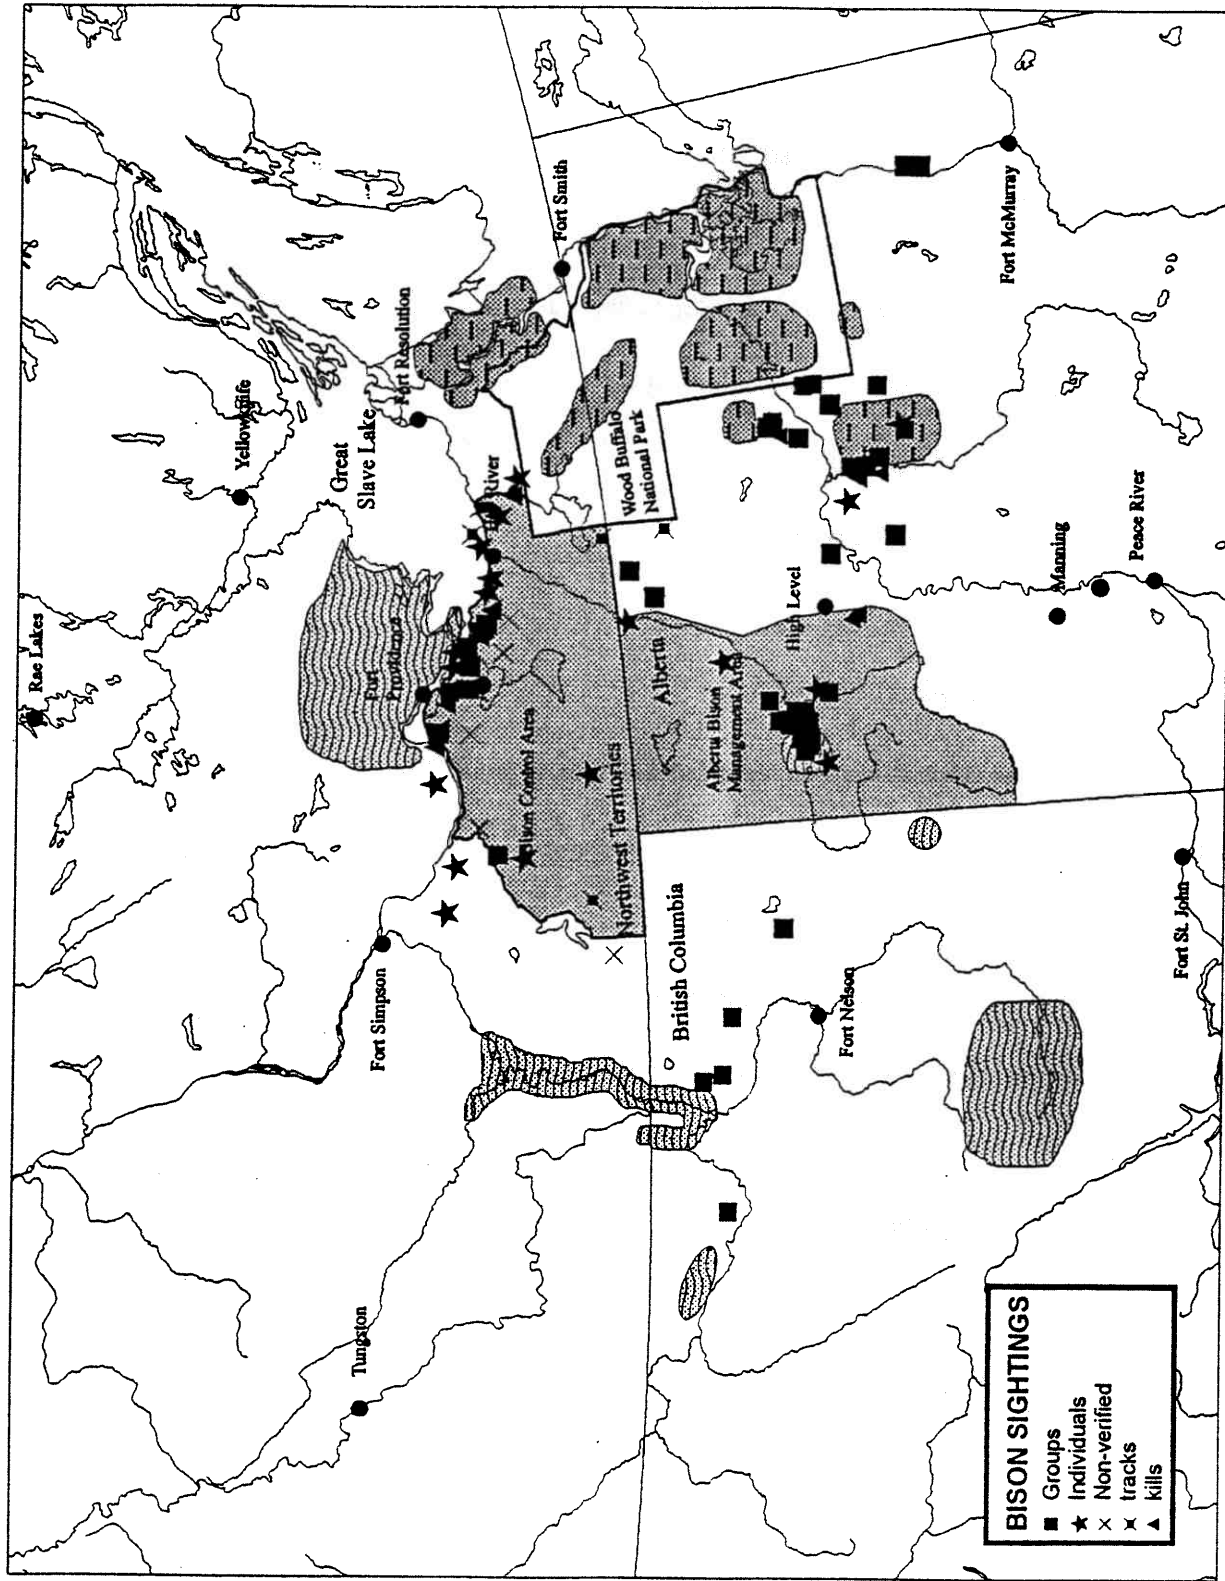 Rae Lakes
Yellowknife
Great
Slave Lake
Fort Resolution
Fort Smith
Fort
Providence
River
Wood Buffalo
National Park
Fort Simpson
Tungston
Control Area
Northwest Territories
Alberta
Alberta Bison
Management Area
High Level
British Columbia
Fort Nelson
Manning
Peace River
Fort McMurray
Fort St. John
BISON SIGHTINGS
Groups
Individuals
Non-verified
tracks
kills